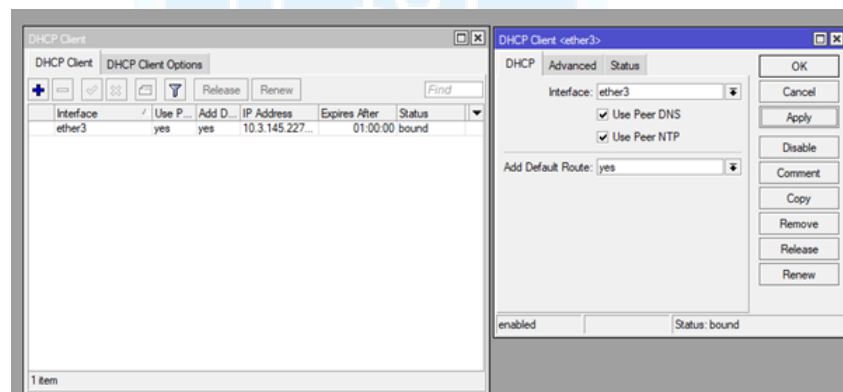 DHCP Client
DHCP Client DHCP Client Options
Release Renew Find
Interface / Use P... Add D... IP Address Expires After Status
ether3 yes yes 10.3.145.227... 01:00:00 bound
1 item
DHCP Client <ether3>
DHCP Advanced Status
Interface: ether3
Use Peer DNS
Use Peer NTP
Add Default Route: yes
OK
Cancel
Apply
Disable
Comment
Copy
Remove
Release
Renew
enabled Status: bound